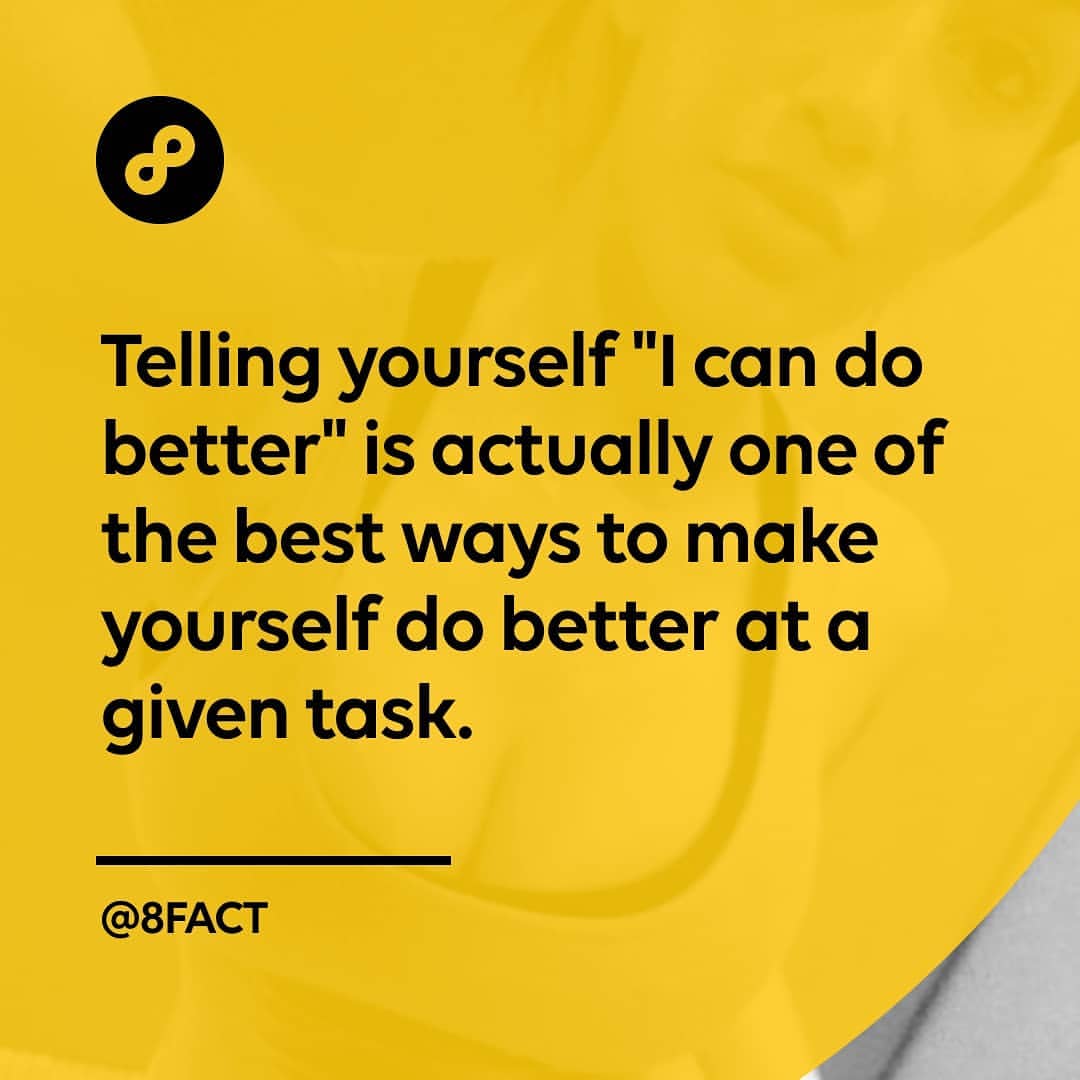 Telling yourself "I can do
better" is actually one of
the best ways to make
yourself do better at a
given task.
@8FACT